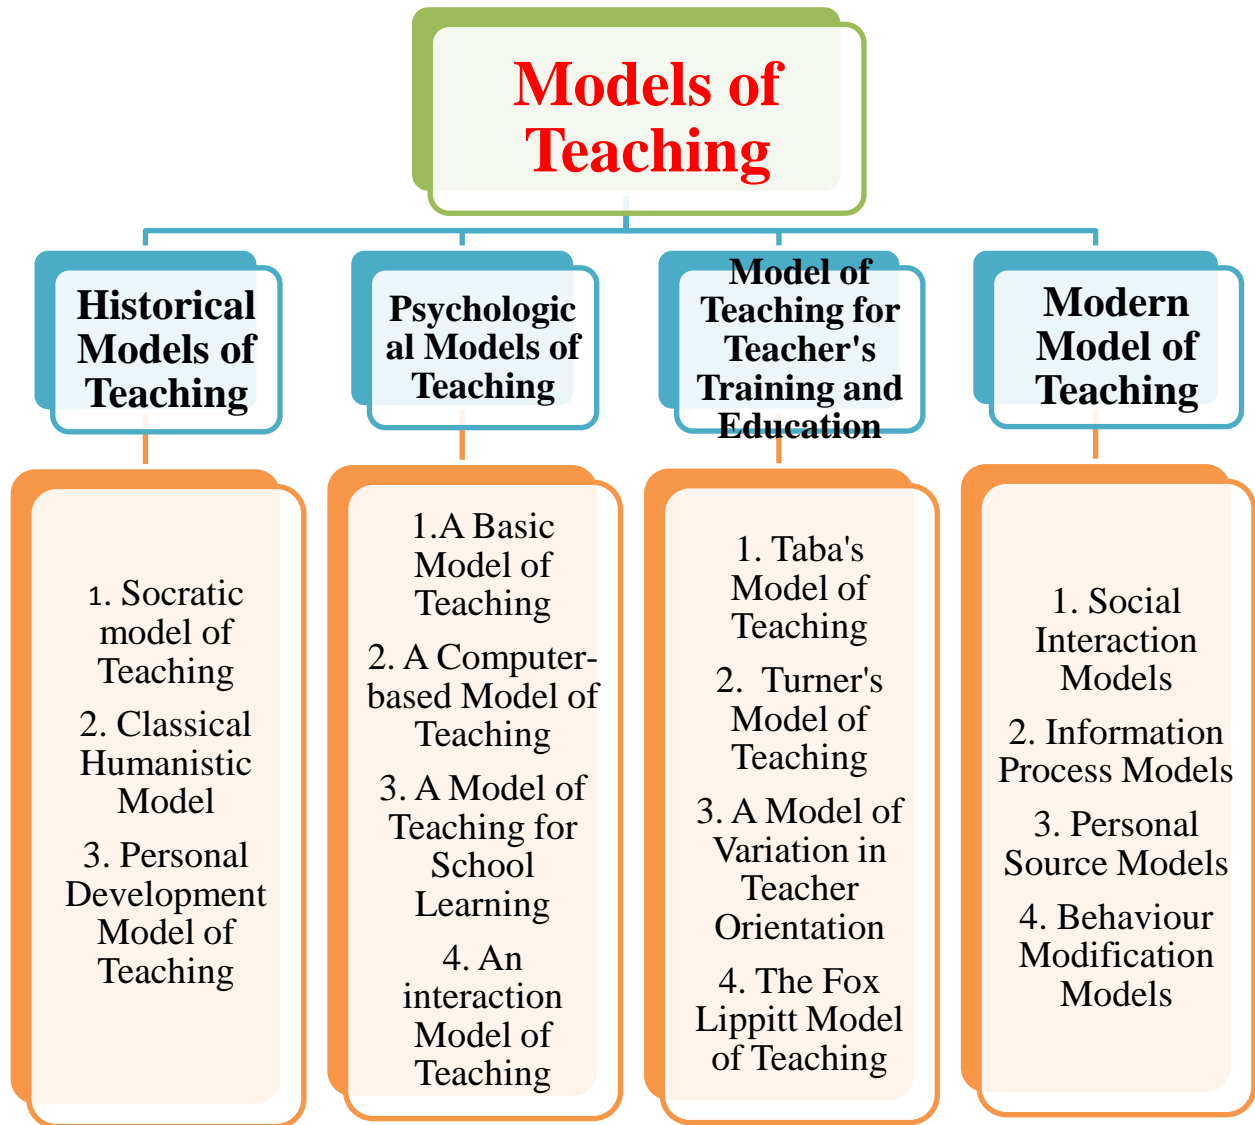 Models of
Teaching
Historical
Models of
Teaching
1. Socratic
model of
Teaching
2. Classical
Humanistic
Model
3. Personal
Development
Model of
Teaching
Psychologic
al Models of
Teaching
1.A Basic
Model of
Teaching
2. A Computer-
based Model of
Teaching
3. A Model of
Teaching for
School
Learning
4. An
interaction
Model of
Teaching
Model of
Teaching for
Teacher's
Training and
Education
1. Taba's
Model of
Teaching
2. Turner's
Model of
Teaching
3. A Model of
Variation in
Teacher
Orientation
4. The Fox
Lippitt Model
of Teaching
Modern
Model of
Teaching
1. Social
Interaction
Models
2. Information
Process Models
3. Personal
Source Models
4. Behaviour
Modification
Models